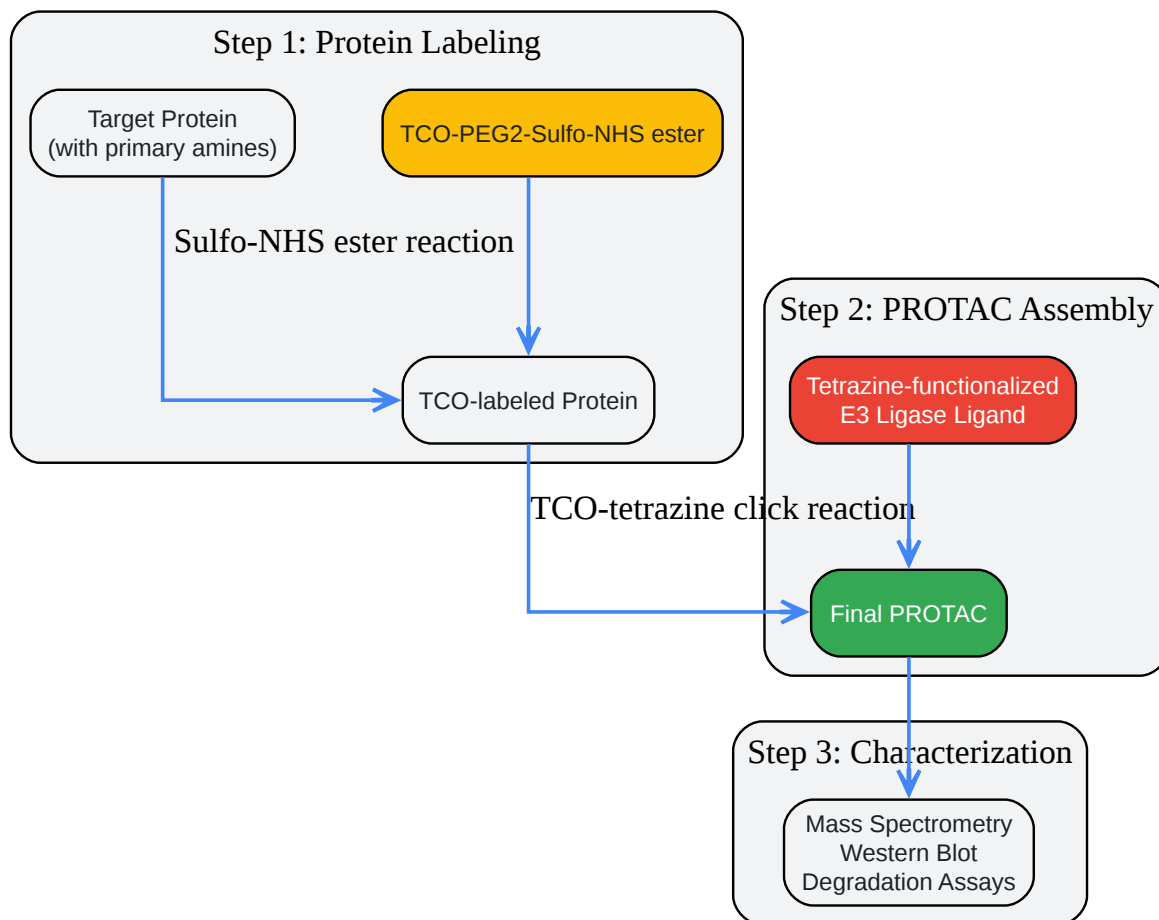 Step 1: Protein Labeling
Target Protein
(with primary amines)
TCO-PEG2-Sulfo-NHS ester
Sulfo-NHS ester reaction
TCO-labeled Protein
Step 2: PROTAC Assembly
Tetrazine-functionalized
E3 Ligase Ligand
TCO-tetrazine click reaction
Final PROTAC
Step 3: Characterization
Mass Spectrometry
Western Blot
Degradation Assays